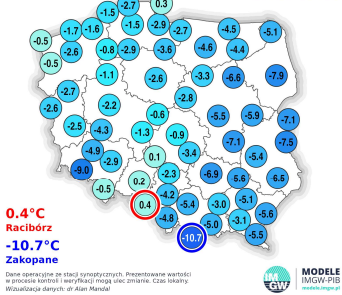 -2.7 0.3
-1.5
-1.7 -1.6 -1.5 -2.9 -2.7 -4.5 -5.1
-0.5
-2.6 -0.8 -2.9 -3.6 -4.6 -4.4
-0.5
-1.1 -2.6 -3.3 -6.6 -7.9
-2.7 -2.8
-2.6 -2.2
-0.6 -5.5 -5.9 -7.1
-2.5 -4.3 -1.3 -0.9
-7.1 -7.5
-4.9 -2.9 0.1 -3.4 -5.4
-9.0 -2.3 -6.9
-0.5 0.2 -5.6 -6.5
-4.2
0.4 -5.4 -3.0 -5.1
-4.8 -5.0 -3.1 -5.6
-10.7 -5.5
0.4°C
Racibórz
-10.7°C
Zakopane
Dane operacyjne ze stacji synoptycznych. Prezentowane wartości
w procesie kontroli i weryfikacji mogą ulec zmianie. Czas lokalny.
Wizualizacja danych: dr Alan Mandal
MODELE
IMGW-PIB
modele.imgw.pl